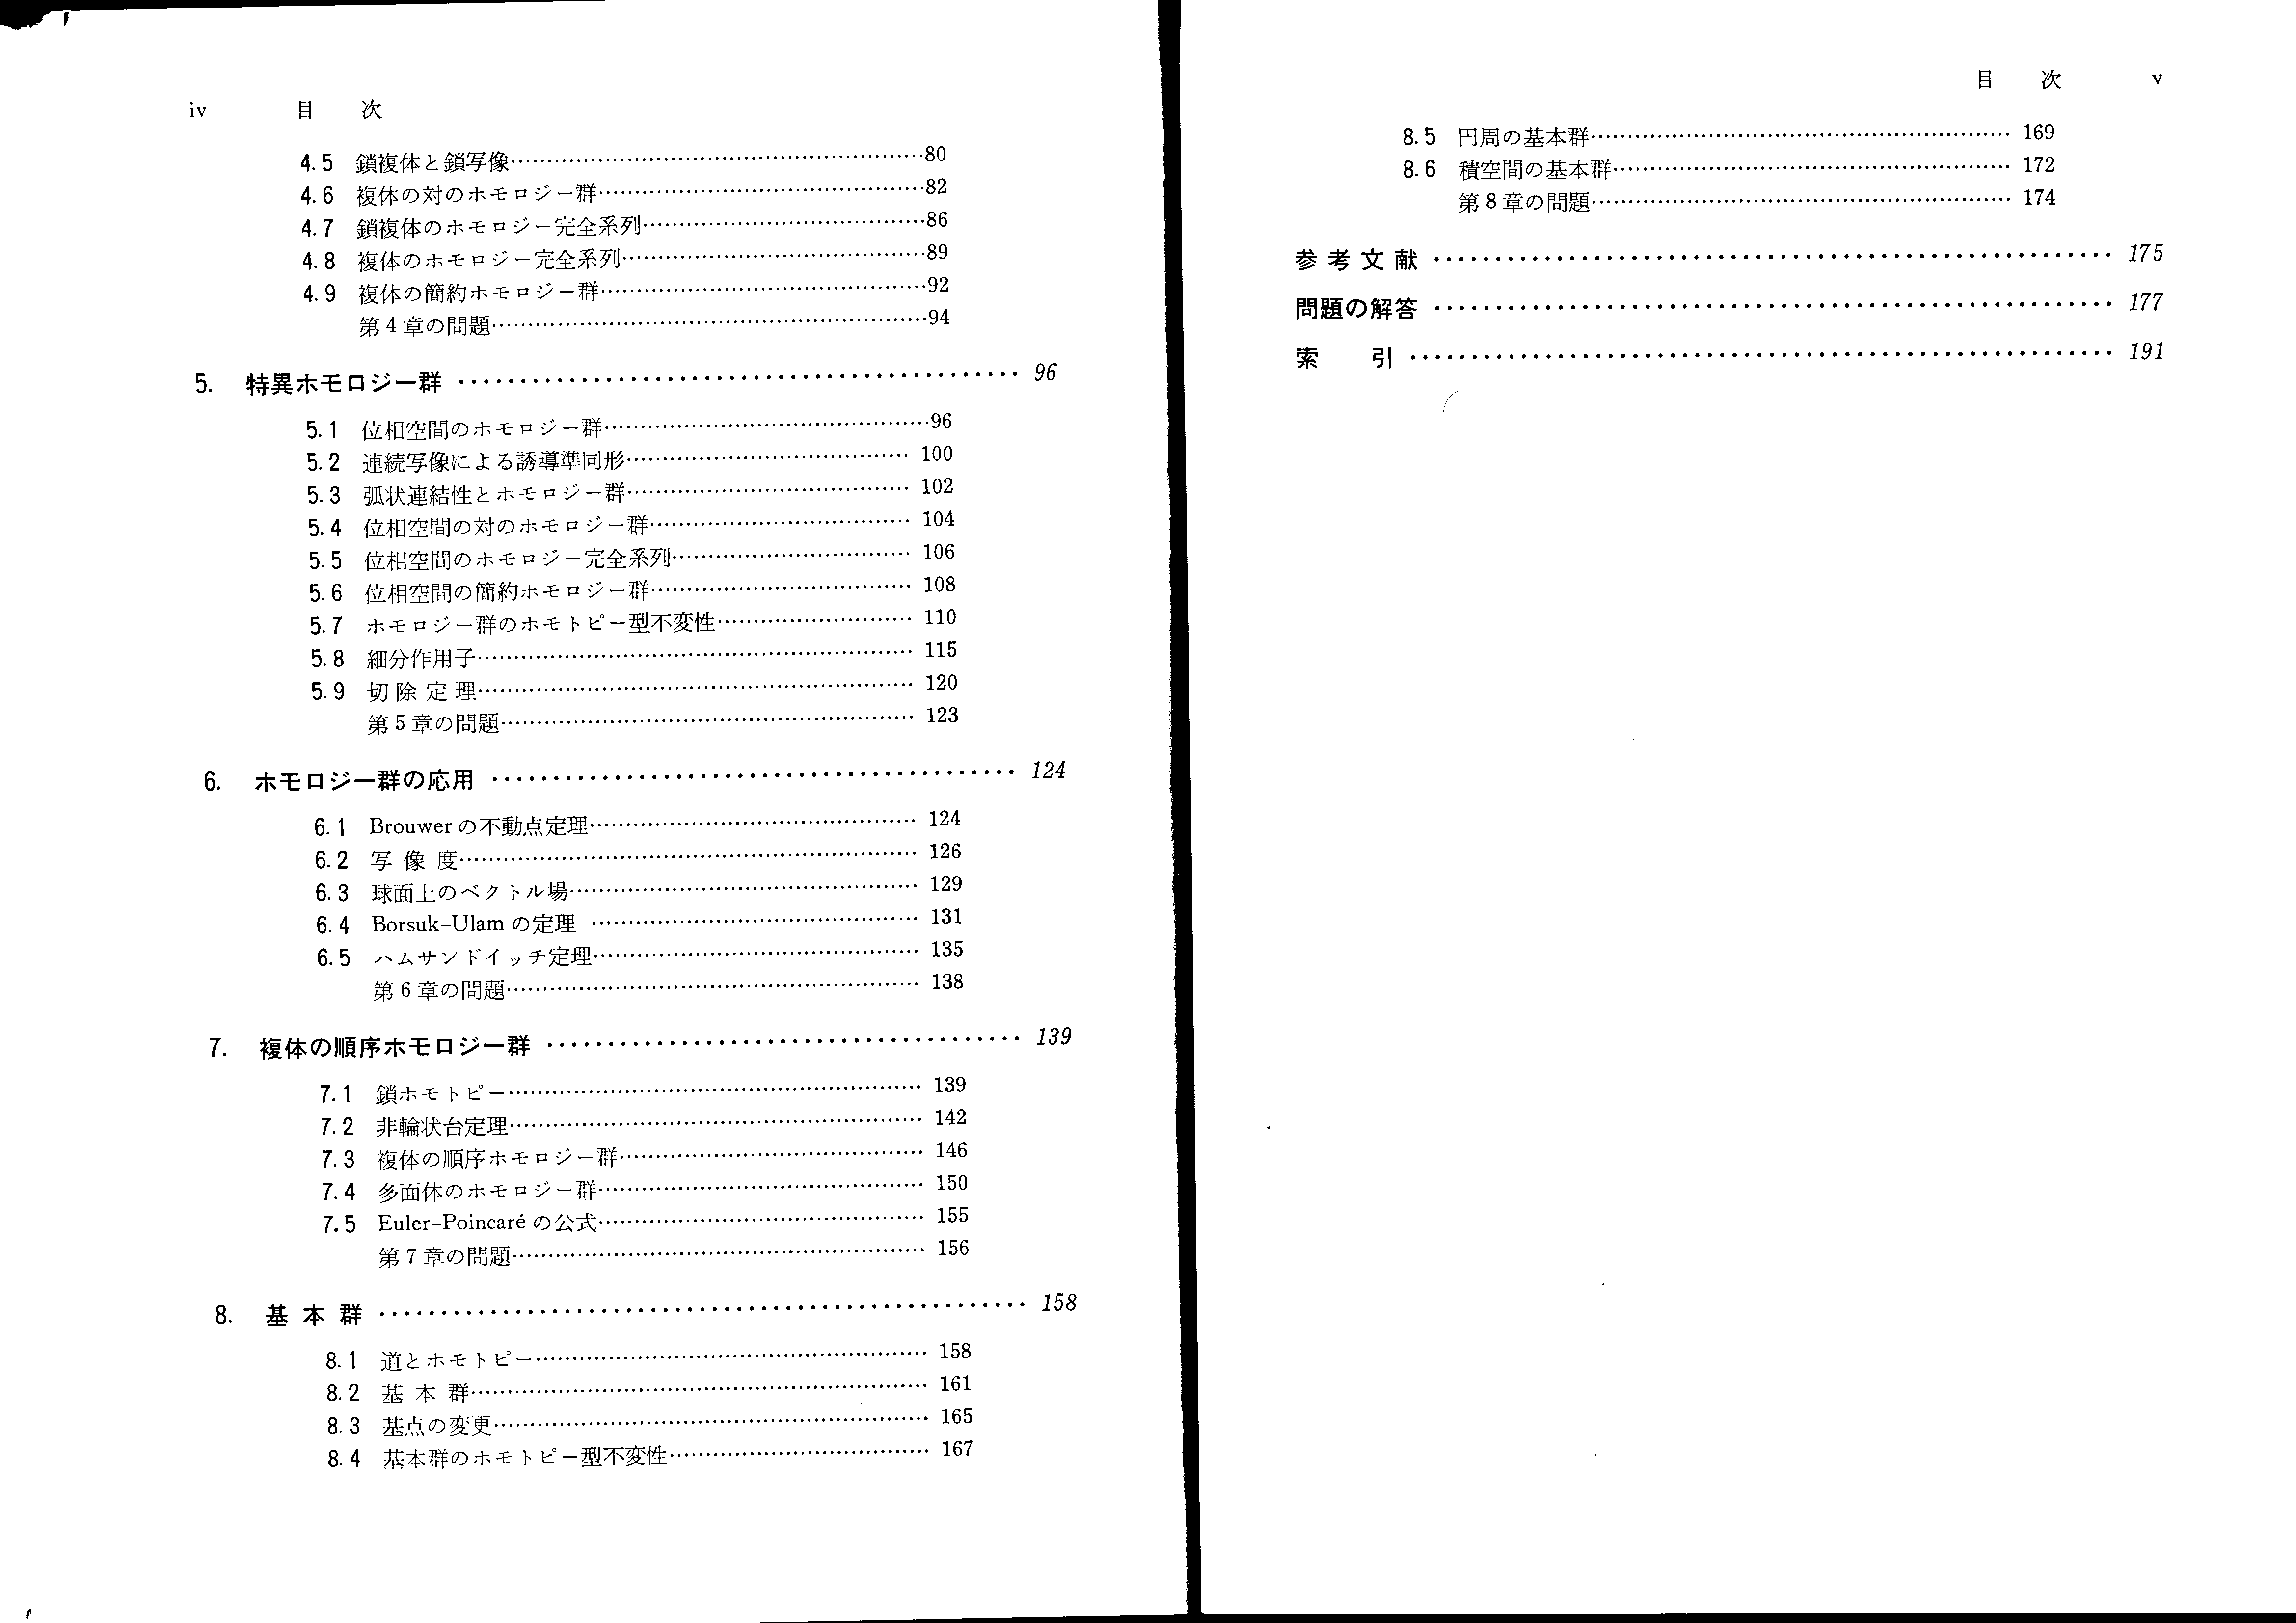 iv 目 次
4.5 鎖複体と鎖写像……80
4.6 複体の対のホモロジー群……82
4.7 鎖複体のホモロジー完全系列……86
4.8 複体のホモロジー完全系列……89
4.9 複体の簡約ホモロジー群……92
第4章の問題……94
5. 特異ホモロジー群……96
5.1 位相空間のホモロジー群……96
5.2 連続写像による誘導準同形……100
5.3 弧状連結性とホモロジー群……102
5.4 位相空間の対のホモロジー群……104
5.5 位相空間のホモロジー完全系列……106
5.6 位相空間の簡約ホモロジー群……108
5.7 ホモロジー群のホモトピー型不変性……110
5.8 細分作用子……115
5.9 切除定理……120
第5章の問題……123
6. ホモロジー群の応用……124
6.1 Brouwer の不動点定理……124
6.2 写像度……126
6.3 球面上のベクトル場……129
6.4 Borsuk-Ulam の定理……131
6.5 ハムサンドイッチ定理……135
第6章の問題……138
7. 複体の順序ホモロジー群……139
7.1 鎖ホモトピー……139
7.2 非輪状台定理……142
7.3 複体の順序ホモロジー群……146
7.4 多面体のホモロジー群……150
7.5 Euler-Poincaré の公式……155
第7章の問題……156
8. 基本群……158
8.1 道とホモトピー……158
8.2 基本群……161
8.3 基点の変更……165
8.4 基本群のホモトピー型不変性……167
目 次 v
8.5 円周の基本群……169
8.6 積空間の基本群……172
第8章の問題……174
参考文献……175
問題の解答……177
索 引……191